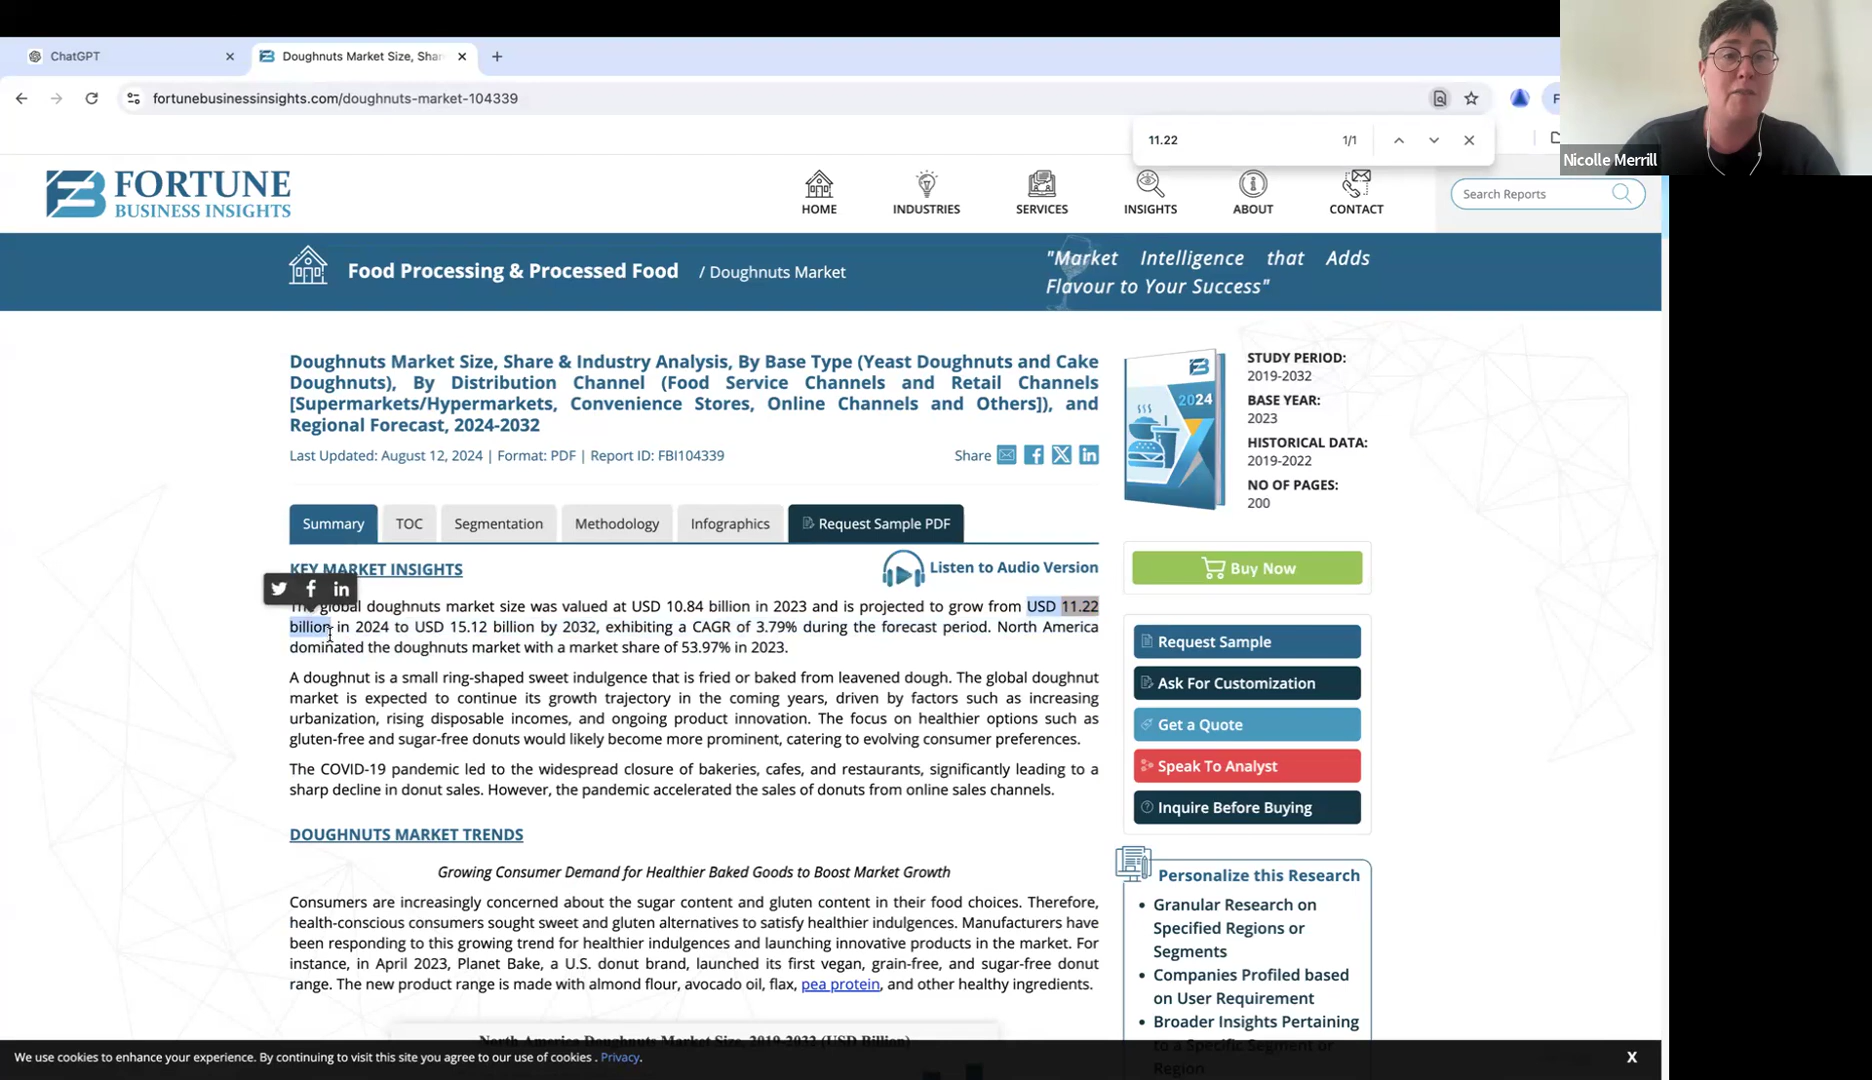 ChatGPT
Doughnuts Market Size, Shar
fortunebusinessinsights.com/doughnuts-market-104339
11.22
1/1
Nicolle Merrill
FORTUNE
BUSINESS INSIGHTS
HOME
INDUSTRIES
SERVICES
INSIGHTS
ABOUT
CONTACT
Search Reports
Food Processing & Processed Food / Doughnuts Market
"Market Intelligence that Adds
Flavour to Your Success"
Doughnuts Market Size, Share & Industry Analysis, By Base Type (Yeast Doughnuts and Cake
Doughnuts), By Distribution Channel (Food Service Channels and Retail Channels
[Supermarkets/Hypermarkets, Convenience Stores, Online Channels and Others]), and
Regional Forecast, 2024-2032
Last Updated: August 12, 2024 | Format: PDF | Report ID: FBI104339
Share
2024
STUDY PERIOD:
2019-2032
BASE YEAR:
2023
HISTORICAL DATA:
2019-2022
NO OF PAGES:
200
Summary
TOC
Segmentation
Methodology
Infographics
Request Sample PDF
KEY MARKET INSIGHTS
Listen to Audio Version
The global doughnuts market size was valued at USD 10.84 billion in 2023 and is projected to grow from USD 11.22
billion in 2024 to USD 15.12 billion by 2032, exhibiting a CAGR of 3.79% during the forecast period. North America
dominated the doughnuts market with a market share of 53.97% in 2023.
A doughnut is a small ring-shaped sweet indulgence that is fried or baked from leavened dough. The global doughnut
market is expected to continue its growth trajectory in the coming years, driven by factors such as increasing
urbanization, rising disposable incomes, and ongoing product innovation. The focus on healthier options such as
gluten-free and sugar-free donuts would likely become more prominent, catering to evolving consumer preferences.
The COVID-19 pandemic led to the widespread closure of bakeries, cafes, and restaurants, significantly leading to a
sharp decline in donut sales. However, the pandemic accelerated the sales of donuts from online sales channels.
DOUGHNUTS MARKET TRENDS
Growing Consumer Demand for Healthier Baked Goods to Boost Market Growth
Consumers are increasingly concerned about the sugar content and gluten content in their food choices. Therefore,
health-conscious consumers sought sweet and gluten alternatives to satisfy healthier indulgences. Manufacturers have
been responding to this growing trend for healthier indulgences and launching innovative products in the market. For
instance, in April 2023, Planet Bake, a U.S. donut brand, launched its first vegan, grain-free, and sugar-free donut
range. The new product range is made with almond flour, avocado oil, flax, pea protein, and other healthy ingredients.
North America Doughnuts Market Size, 2019-2032 (USD Billion)
Buy Now
Request Sample
Ask For Customization
Get a Quote
Speak To Analyst
Inquire Before Buying
Personalize this Research
• Granular Research on
Specified Regions or
Segments
• Companies Profiled based
on User Requirement
• Broader Insights Pertaining
to a Specific Segment or
Region
We use cookies to enhance your experience. By continuing to visit this site you agree to our use of cookies . Privacy.
X